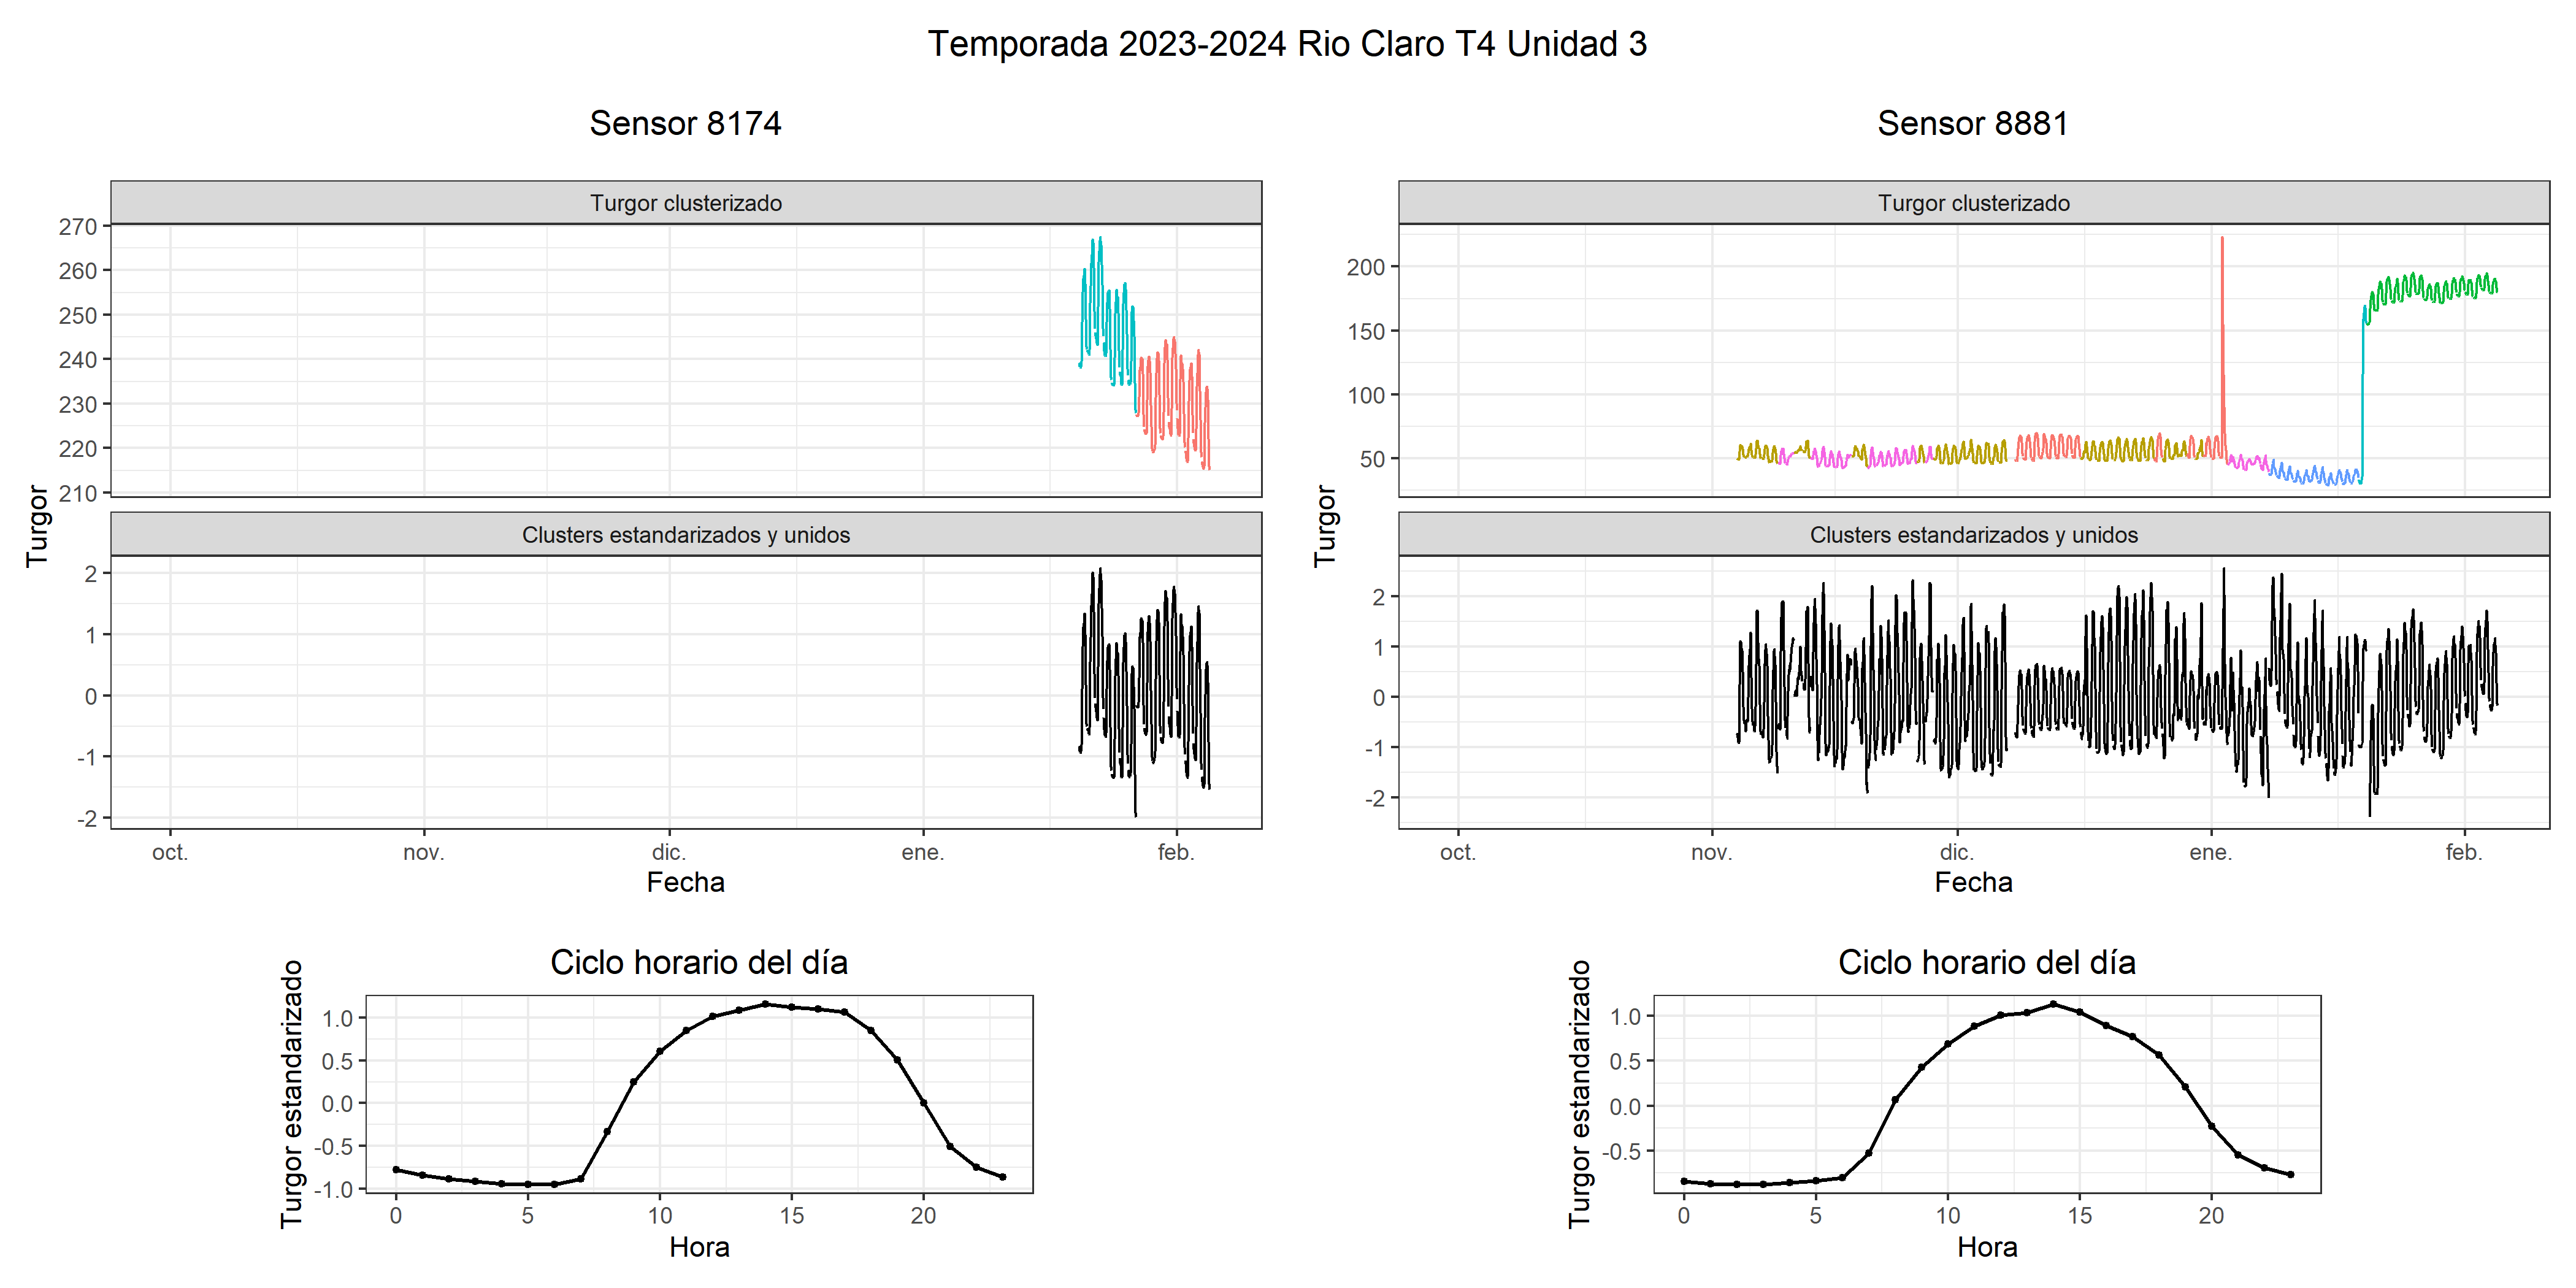 Temporada 2023-2024 Rio Claro T4 Unidad 3
Sensor 8174
Turgor clusterizado
270
260
250
240
230
220
210
Turgor
Clusters estandarizados y unidos
2
1
0
-1
-2
oct. nov. dic. ene. feb.
Fecha
Ciclo horario del día
Turgor estandarizado
1.0
0.5
0.0
-0.5
-1.0
0 5 10 15 20
Hora
Sensor 8881
Turgor clusterizado
200
150
100
50
Turgor
Clusters estandarizados y unidos
2
1
0
-1
-2
oct. nov. dic. ene. feb.
Fecha
Ciclo horario del día
Turgor estandarizado
1.0
0.5
0.0
-0.5
0 5 10 15 20
Hora